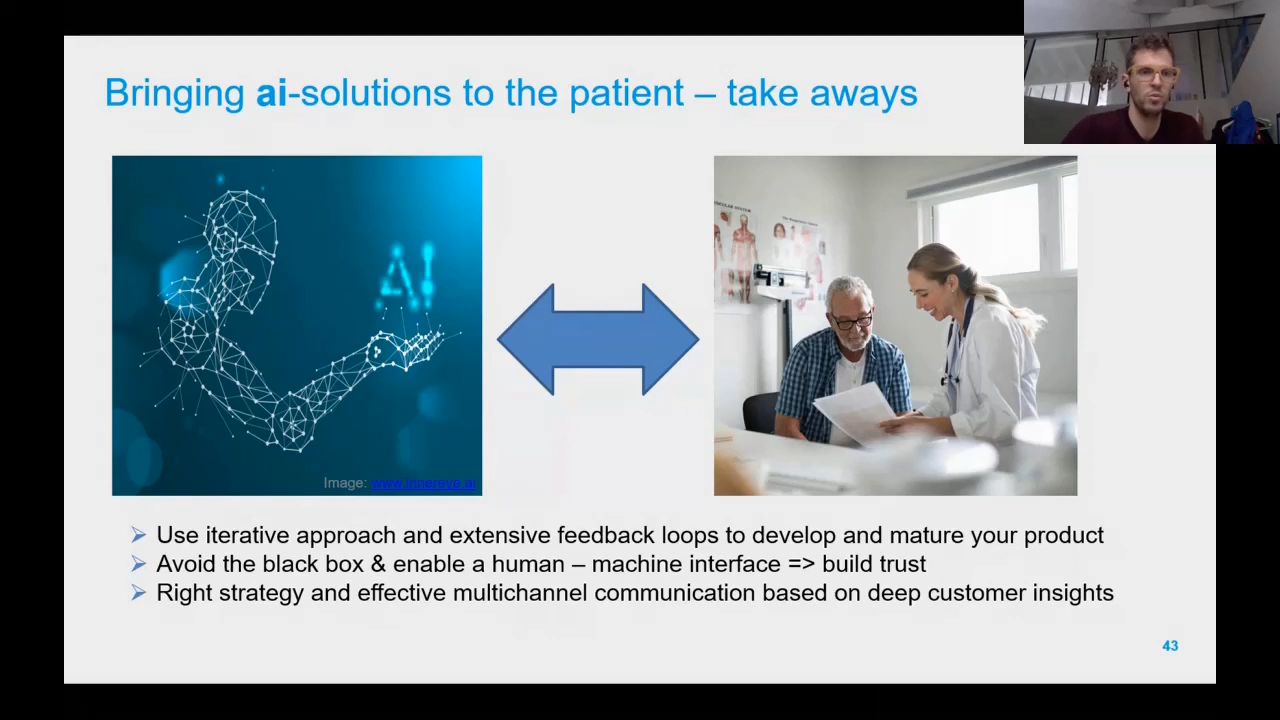 Bringing ai-solutions to the patient – take aways
AI
Image: www.innereye.ai
➢ Use iterative approach and extensive feedback loops to develop and mature your product
➢ Avoid the black box & enable a human – machine interface => build trust
➢ Right strategy and effective multichannel communication based on deep customer insights
43